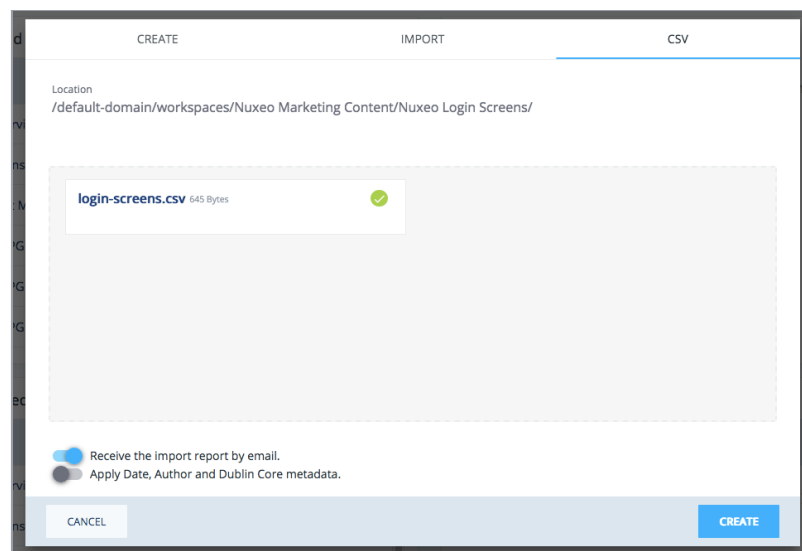 CREATE
IMPORT
CSV
Location
/default-domain/workspaces/Nuxeo Marketing Content/Nuxeo Login Screens/
login-screens.csv 645 Bytes
Receive the import report by email.
Apply Date, Author and Dublin Core metadata.
CANCEL
CREATE